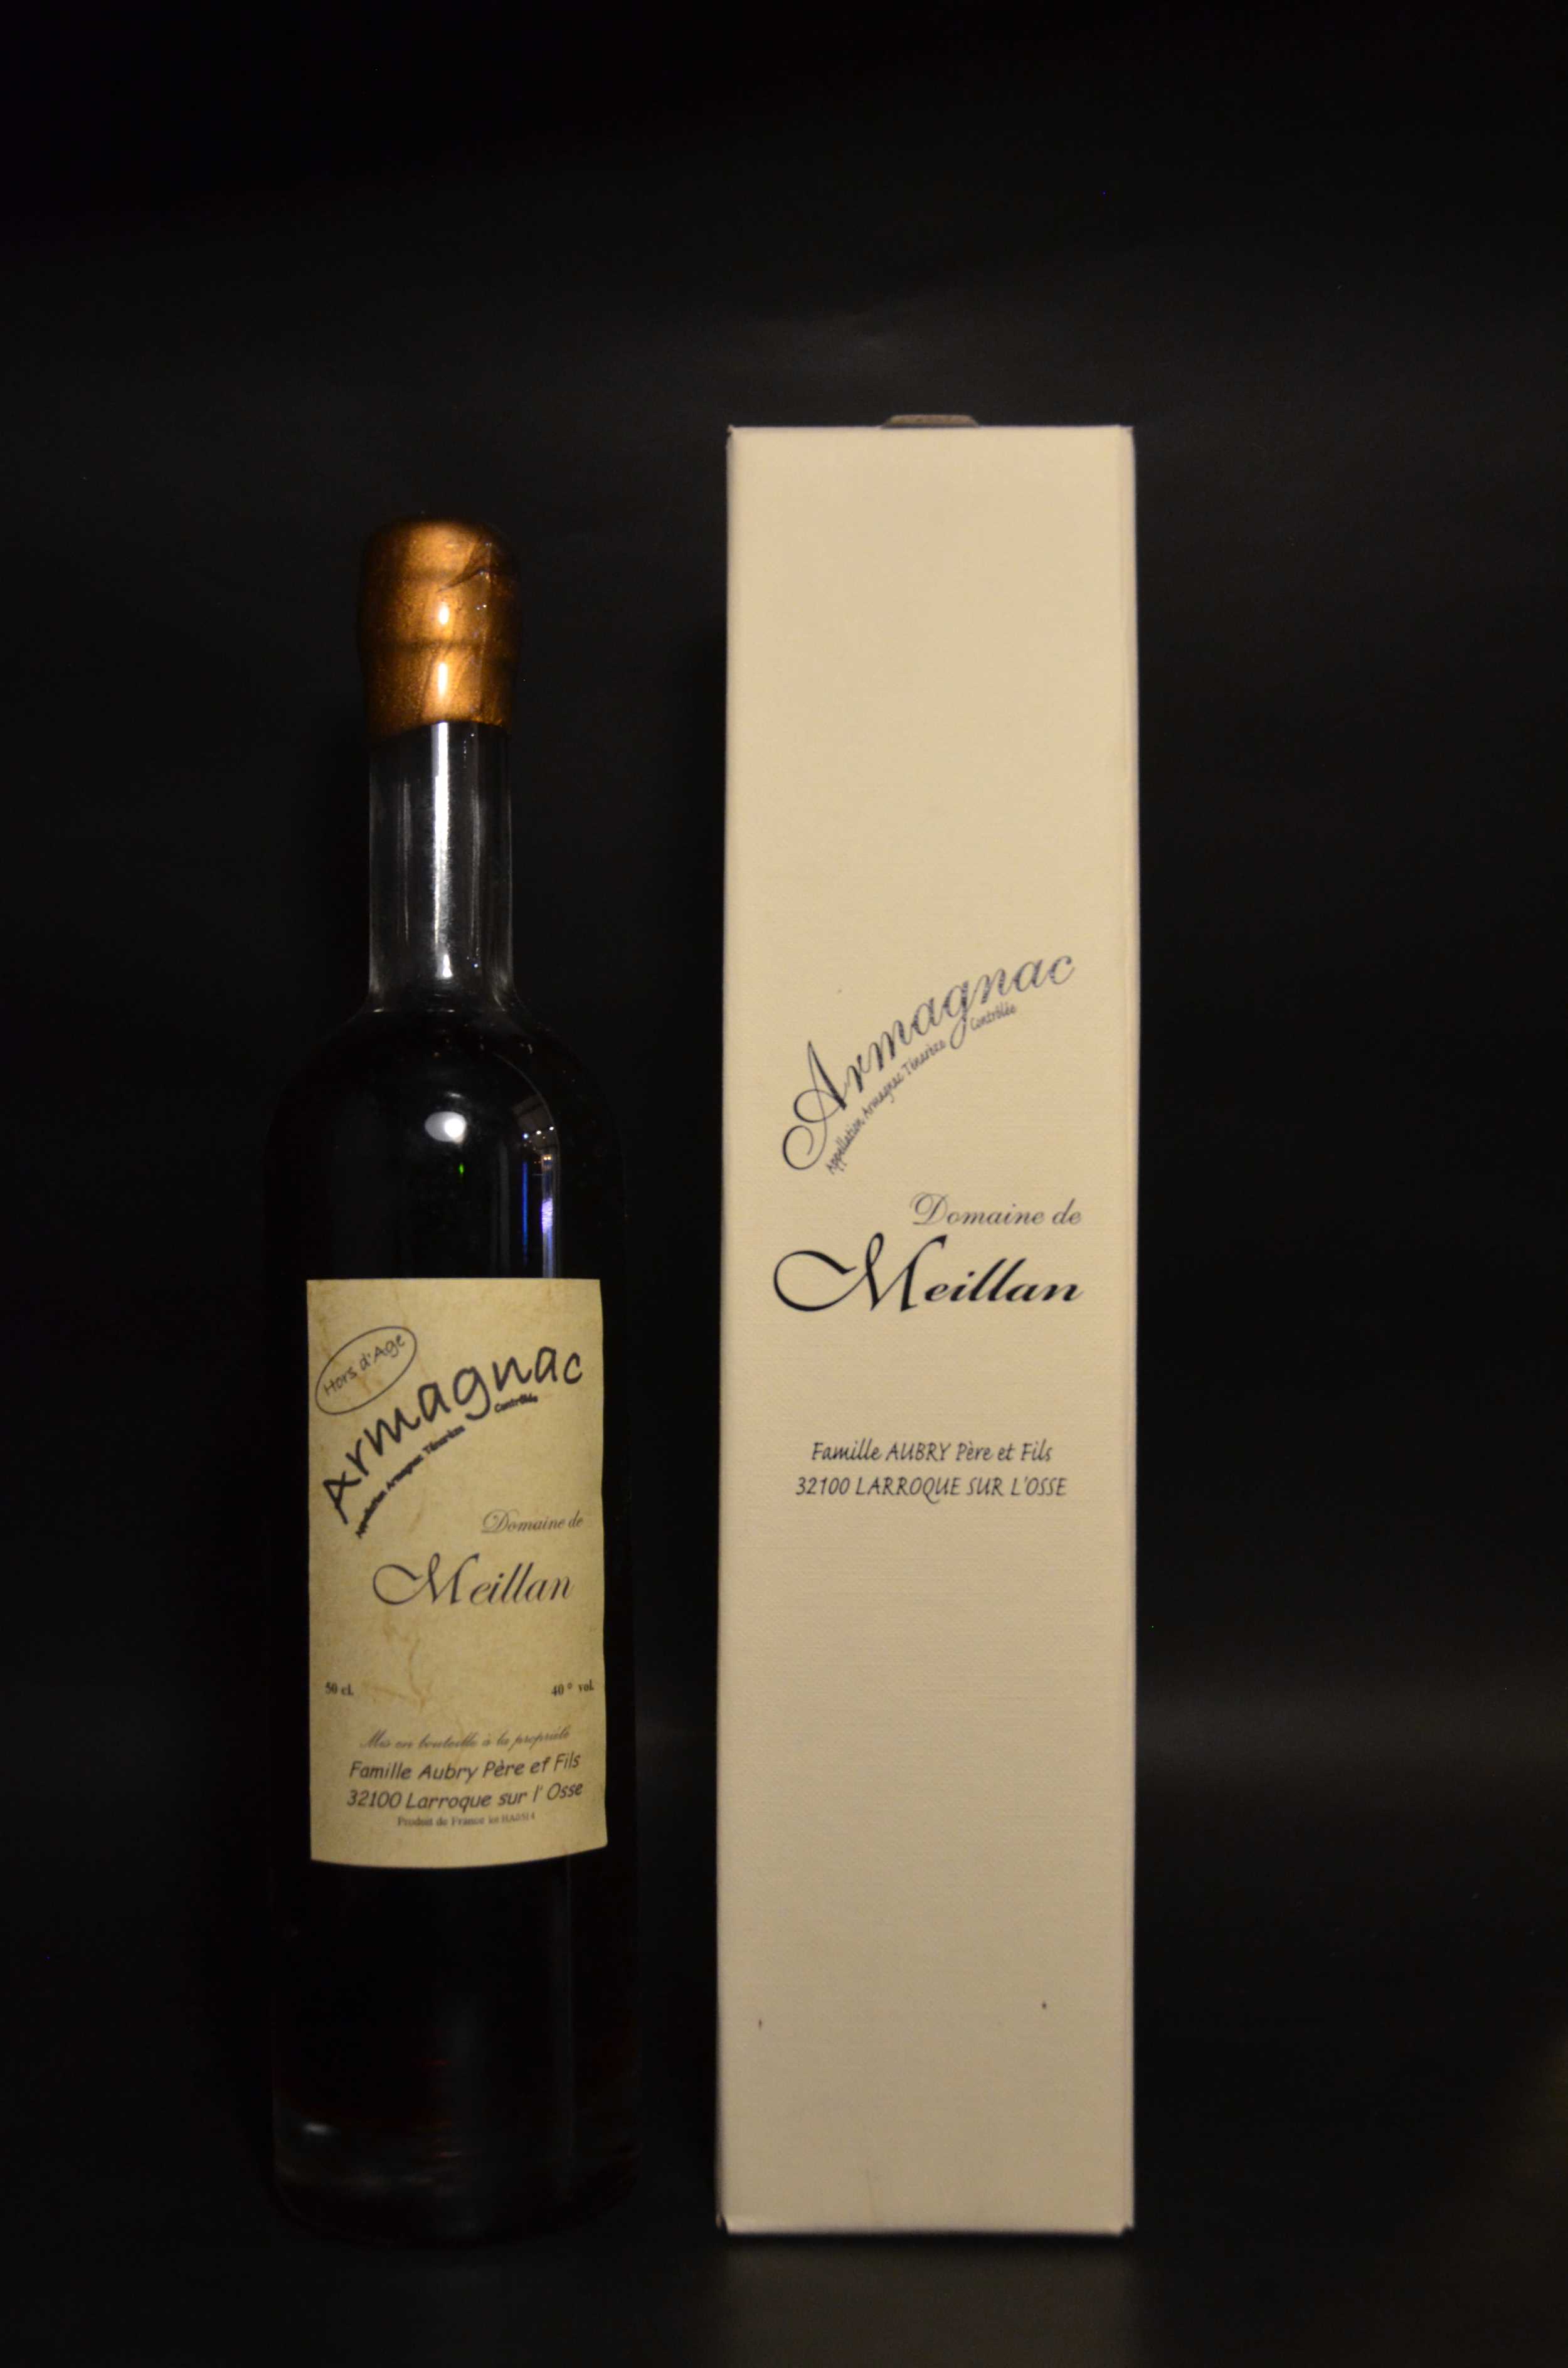 Hors d'Age
Armagnac
Appellation Armagnac Ténarèze Contrôlée
Domaine de
Meillan
50 cl.
40° vol.
Mis en bouteille à la propriété
Famille Aubry Père et Fils
32100 Larroque sur l' Osse
Produit de France
Armagnac
Appellation Armagnac Ténarèze Contrôlée
Domaine de
Meillan
Famille AUBRY Père et Fils
32100 LARROQUE SUR L'OSSE